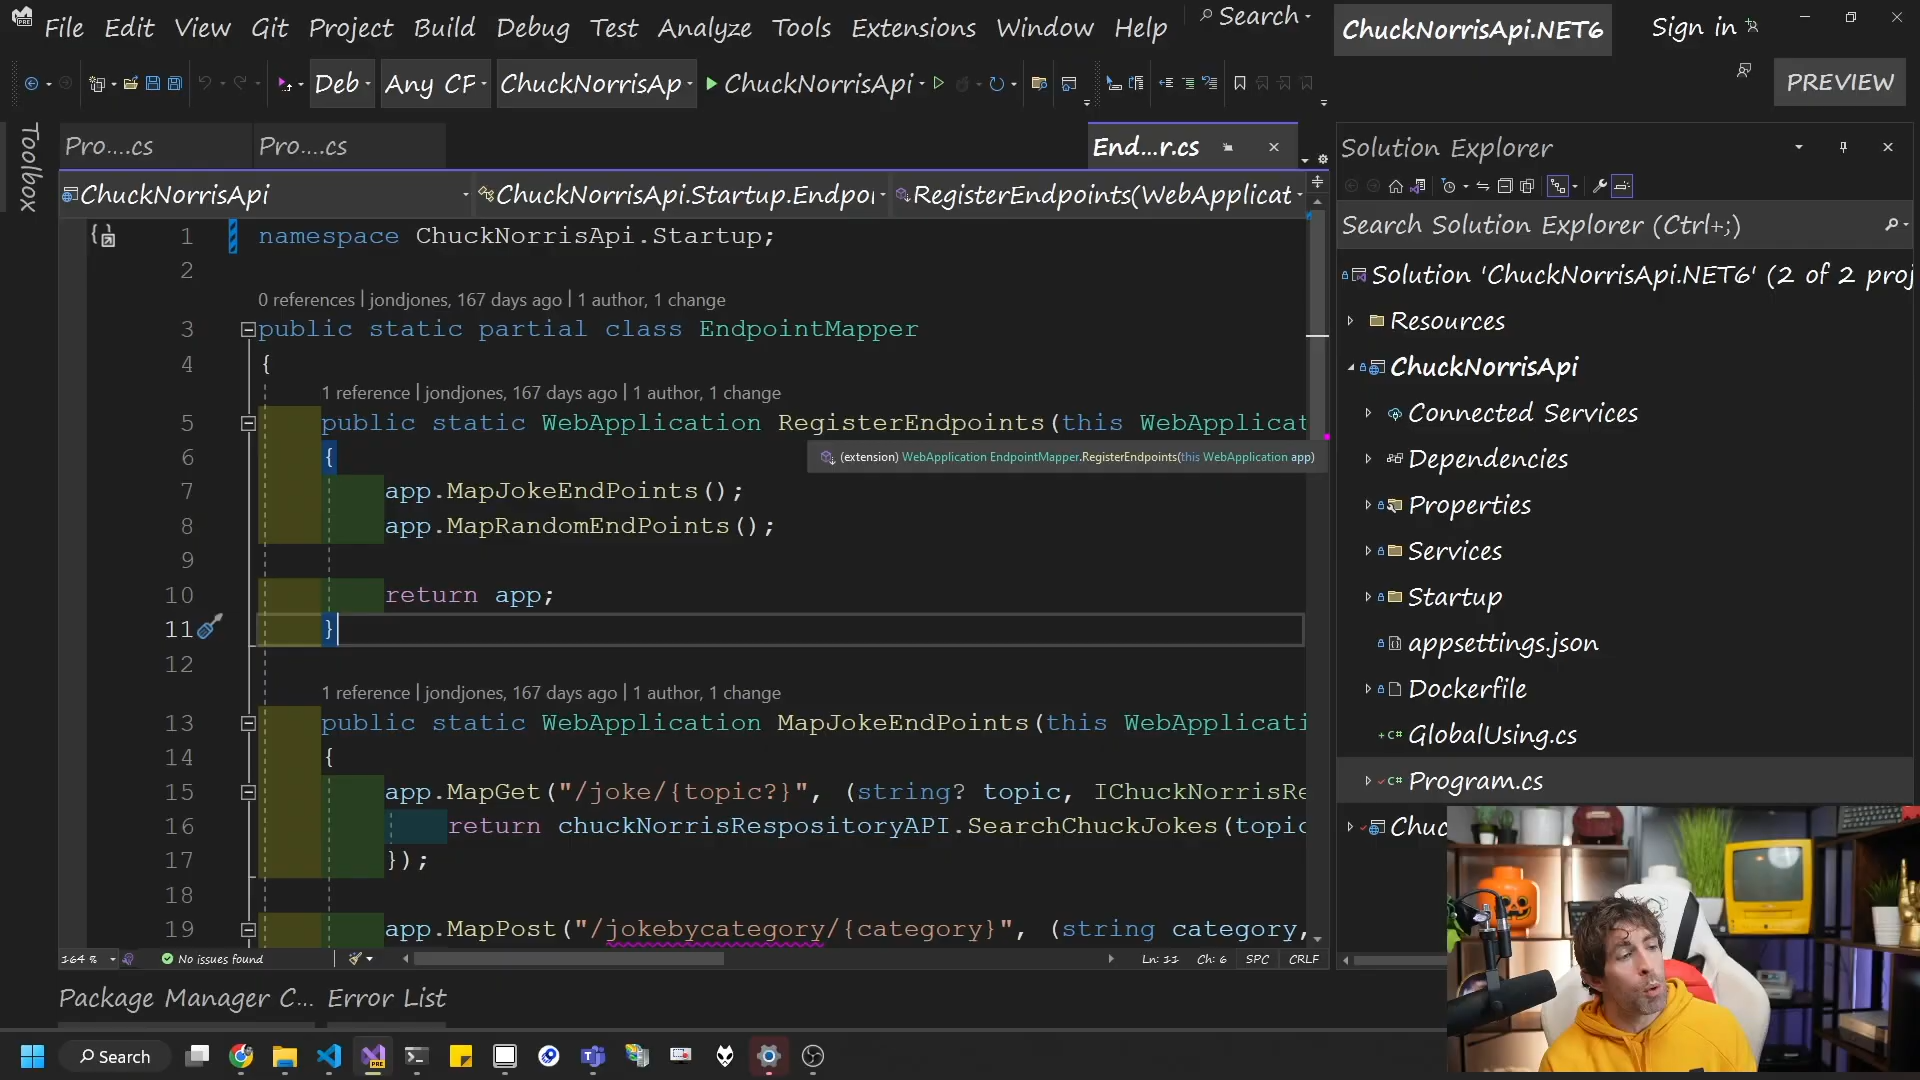 File Edit View Git Project Build Debug Test Analyze Tools Extensions Window Help Search ChuckNorrisApi.NET6 Sign in
Deb Any CF ChuckNorrisAp ChuckNorrisApi PREVIEW
Toolbox
Pro....cs Pro....cs End...r.cs
ChuckNorrisApi ChuckNorrisApi.Startup.Endpoi RegisterEndpoints(WebApplicat
1 namespace ChuckNorrisApi.Startup;
2
0 references | jondjones, 167 days ago | 1 author, 1 change
3 public static partial class EndpointMapper
4 {
1 reference | jondjones, 167 days ago | 1 author, 1 change
5 public static WebApplication RegisterEndpoints(this WebApplicat
6 {
(extension) WebApplication EndpointMapper.RegisterEndpoints(this WebApplication app)
7 app.MapJokeEndPoints();
8 app.MapRandomEndPoints();
9
10 return app;
11 }
12
1 reference | jondjones, 167 days ago | 1 author, 1 change
13 public static WebApplication MapJokeEndPoints(this WebApplicati
14 {
15 app.MapGet("/joke/{topic?}", (string? topic, IChuckNorrisRe
16 return chuckNorrisRespositoryAPI.SearchChuckJokes(topic
17 });
18
19 app.MapPost("/jokebycategory/{category}", (string category,
164 % No issues found Ln: 11 Ch: 6 SPC CRLF
Package Manager C... Error List
Solution Explorer
Search Solution Explorer (Ctrl+;)
Solution 'ChuckNorrisApi.NET6' (2 of 2 proj
Resources
ChuckNorrisApi
Connected Services
Dependencies
Properties
Services
Startup
appsettings.json
Dockerfile
GlobalUsing.cs
Program.cs
Chuc
Search